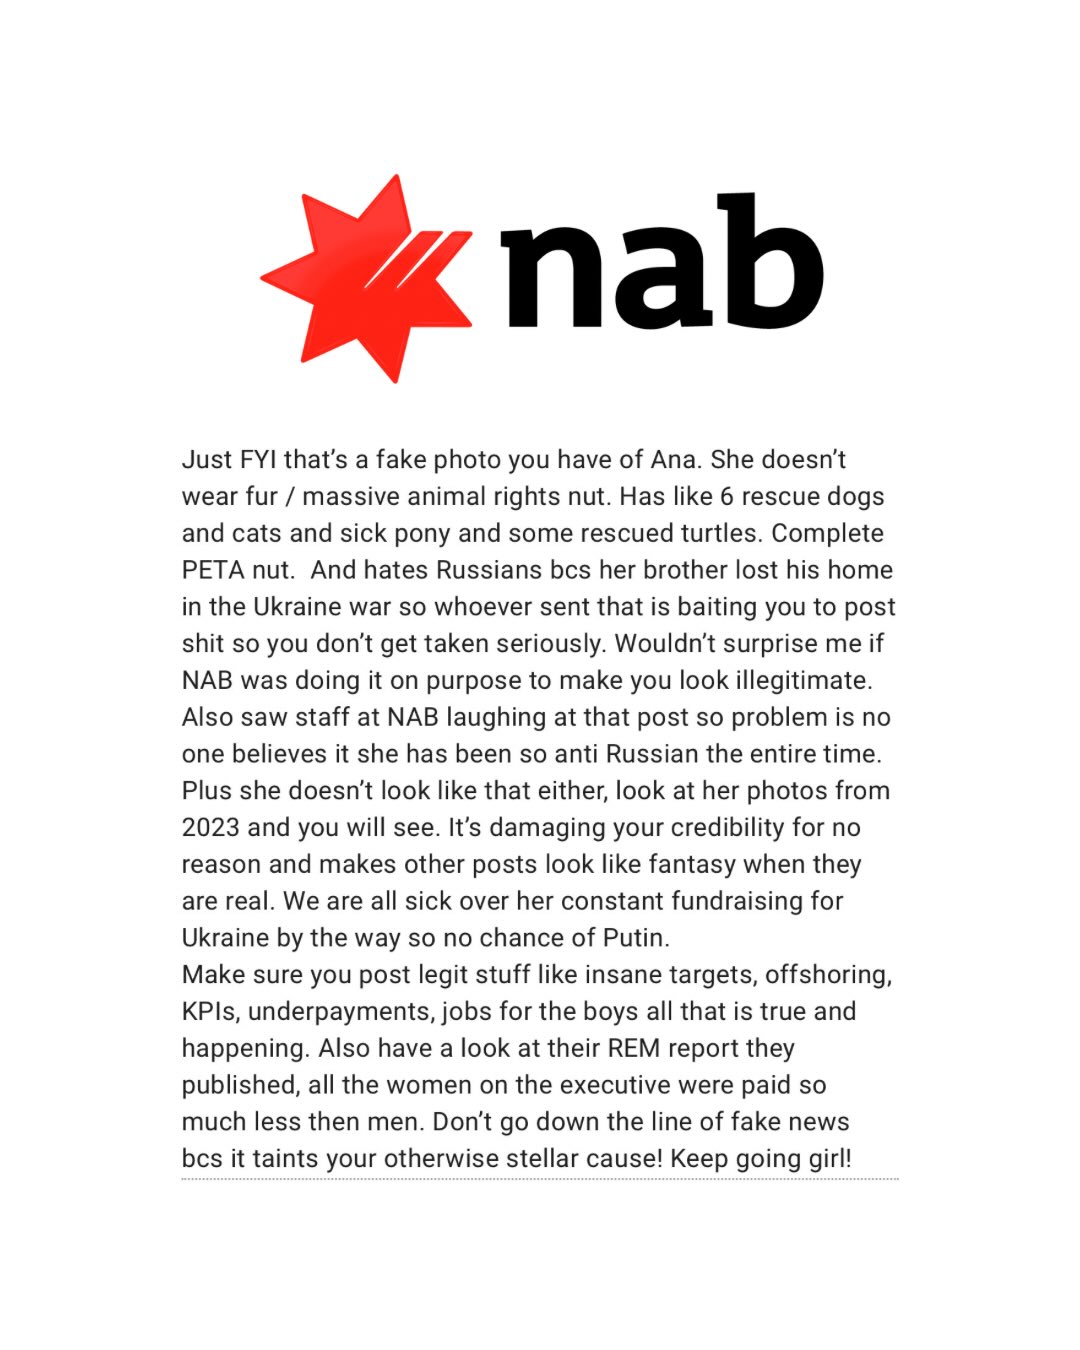 nab
Just FYI that’s a fake photo you have of Ana. She doesn’t
wear fur / massive animal rights nut. Has like 6 rescue dogs
and cats and sick pony and some rescued turtles. Complete
PETA nut.  And hates Russians bcs her brother lost his home
in the Ukraine war so whoever sent that is baiting you to post
shit so you don’t get taken seriously. Wouldn’t surprise me if
NAB was doing it on purpose to make you look illegitimate.
Also saw staff at NAB laughing at that post so problem is no
one believes it she has been so anti Russian the entire time.
Plus she doesn’t look like that either, look at her photos from
2023 and you will see. It’s damaging your credibility for no
reason and makes other posts look like fantasy when they
are real. We are all sick over her constant fundraising for
Ukraine by the way so no chance of Putin.
Make sure you post legit stuff like insane targets, offshoring,
KPIs, underpayments, jobs for the boys all that is true and
happening. Also have a look at their REM report they
published, all the women on the executive were paid so
much less then men. Don’t go down the line of fake news
bcs it taints your otherwise stellar cause! Keep going girl!